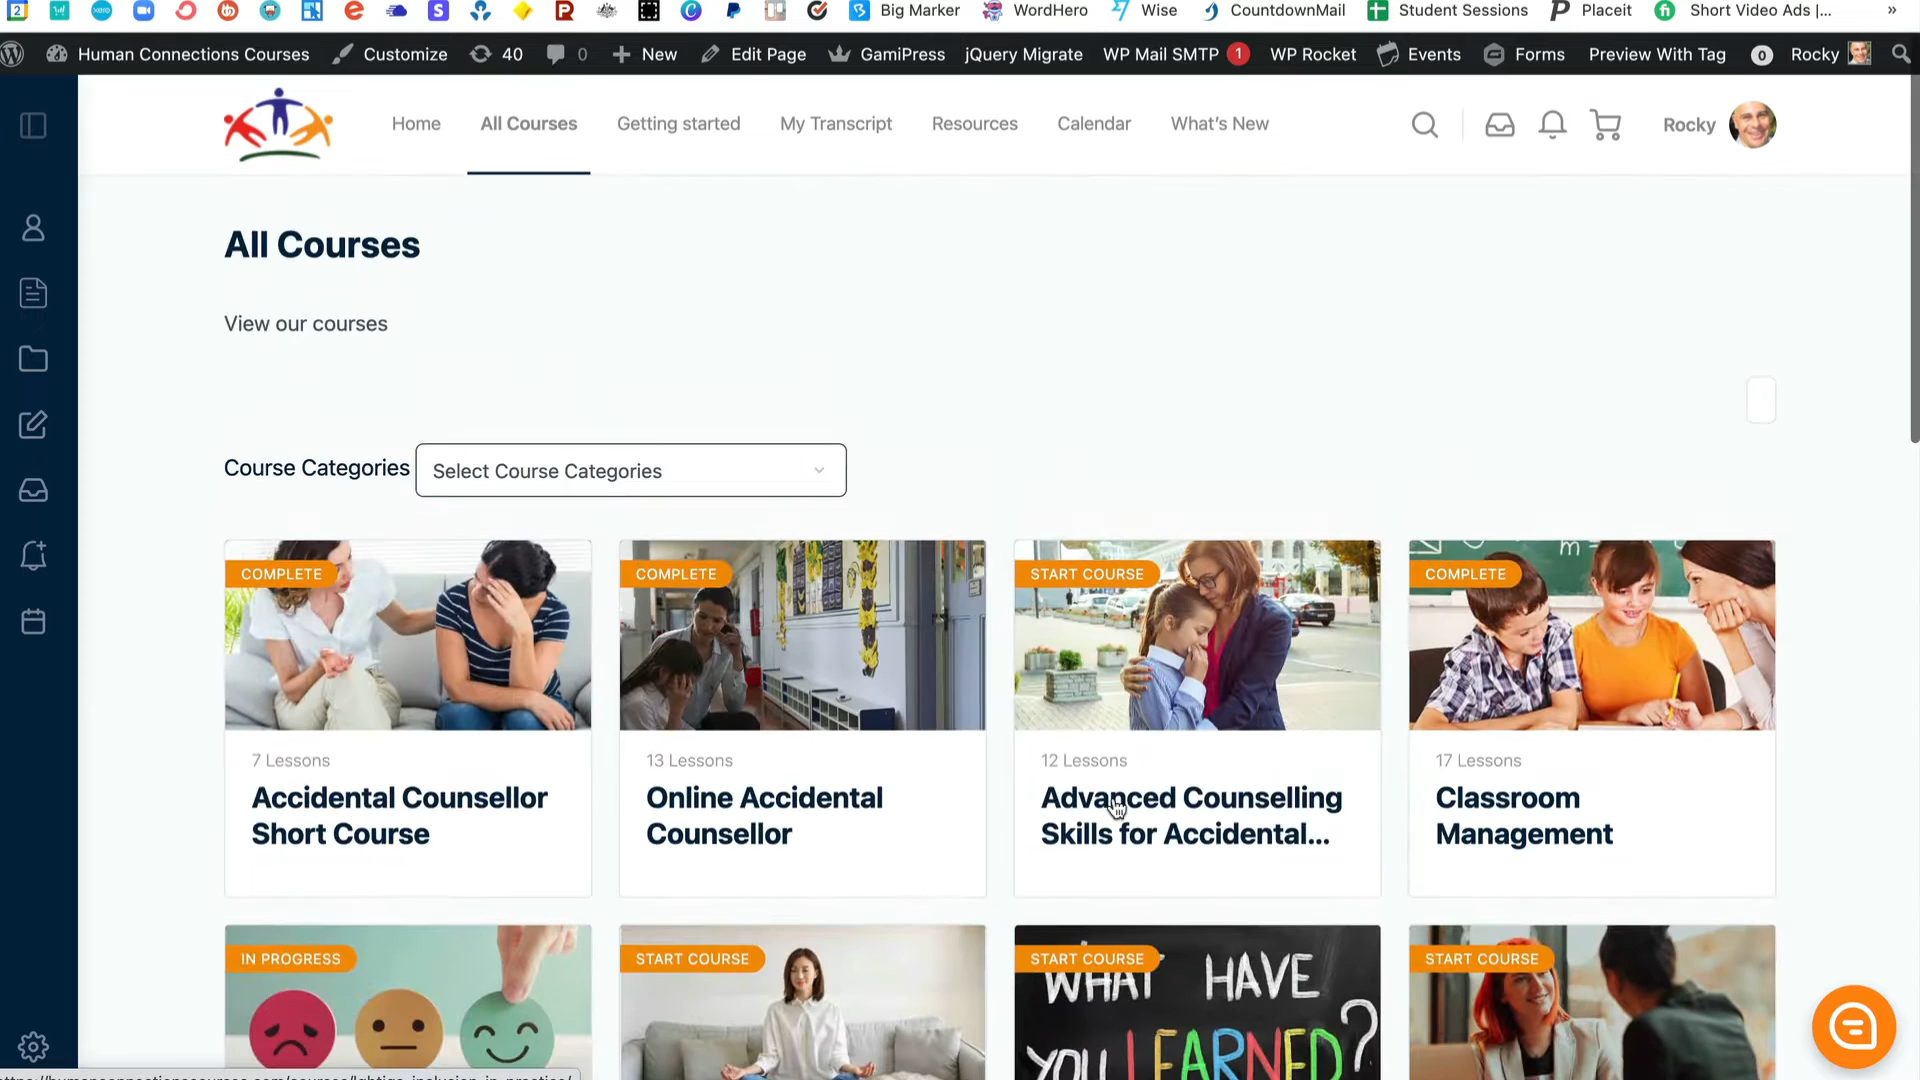 2
xero
Big Marker
WordHero
Wise
CountdownMail
Student Sessions
Placeit
Short Video Ads |...
»
Human Connections Courses
Customize
40
0
New
Edit Page
GamiPress
jQuery Migrate
WP Mail SMTP 1
WP Rocket
Events
Forms
Preview With Tag
0
Rocky
Home
All Courses
Getting started
My Transcript
Resources
Calendar
What's New
Rocky
All Courses
View our courses
Course Categories
Select Course Categories
COMPLETE
COMPLETE
START COURSE
COMPLETE
7 Lessons
Accidental Counsellor
Short Course
13 Lessons
Online Accidental
Counsellor
12 Lessons
Advanced Counselling
Skills for Accidental...
17 Lessons
Classroom
Management
IN PROGRESS
START COURSE
START COURSE
START COURSE
WHAT HAVE
YOU LEARNED?